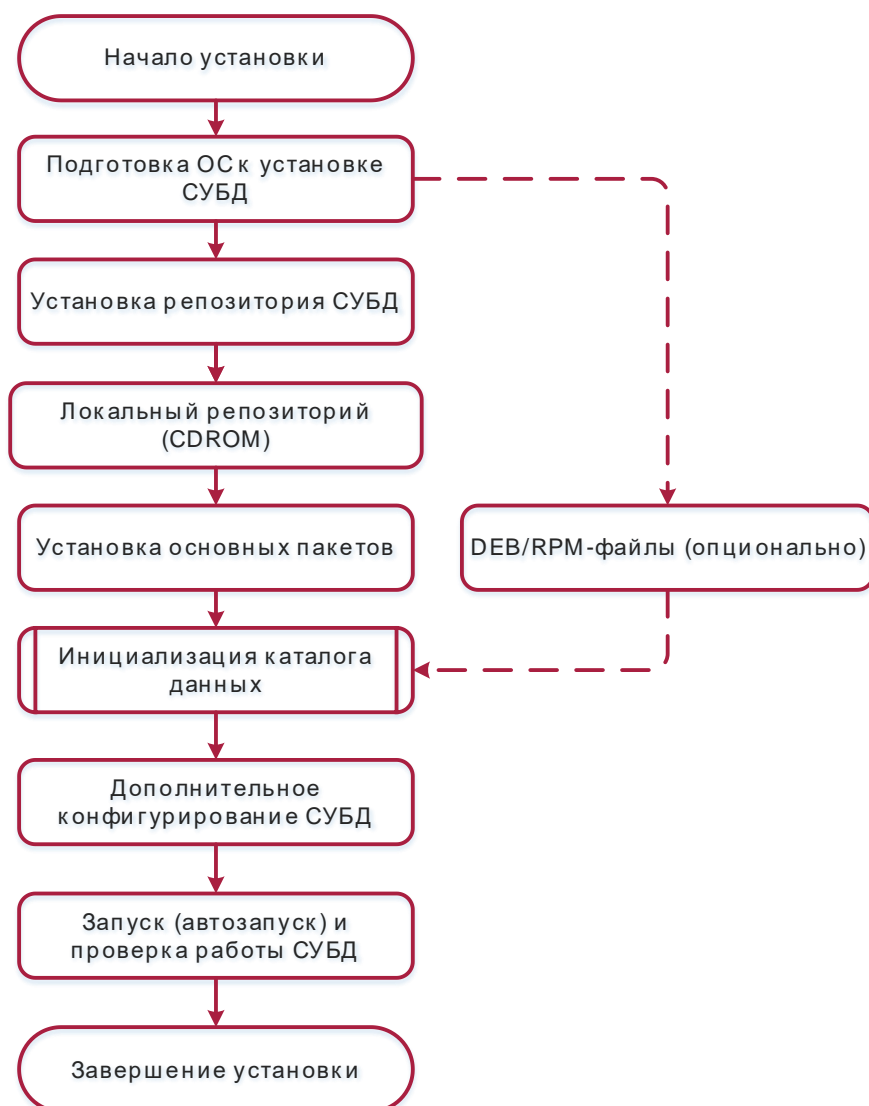 Начало установки
Подготовка ОС к установке
СУБД
Установка репозитория СУБД
Локальный репозиторий
(CDROM)
Установка основных пакетов
DEB/RPM-файлы (опционально)
Инициализация каталога
данных
Дополнительное
конфигурирование СУБД
Запуск (автозапуск) и
проверка работы СУБД
Завершение установки